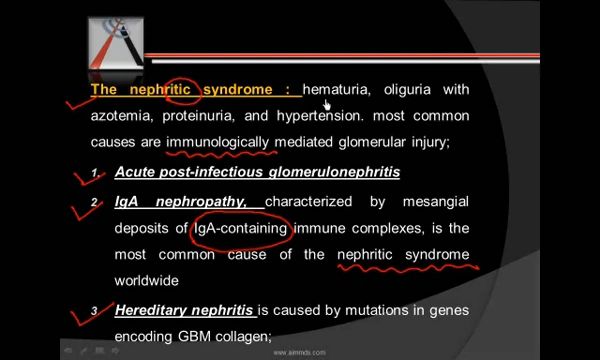 The nephritic syndrome : hematuria, oliguria with
azotemia, proteinuria, and hypertension. most common
causes are immunologically mediated glomerular injury;
1. Acute post-infectious glomerulonephritis
2 IgA nephropathy, characterized by mesangial
deposits of IgA-containing immune complexes, is the
most common cause of the nephritic syndrome
worldwide
3 Hereditary nephritis is caused by mutations in genes
encoding GBM collagen;
www.aimmds.com